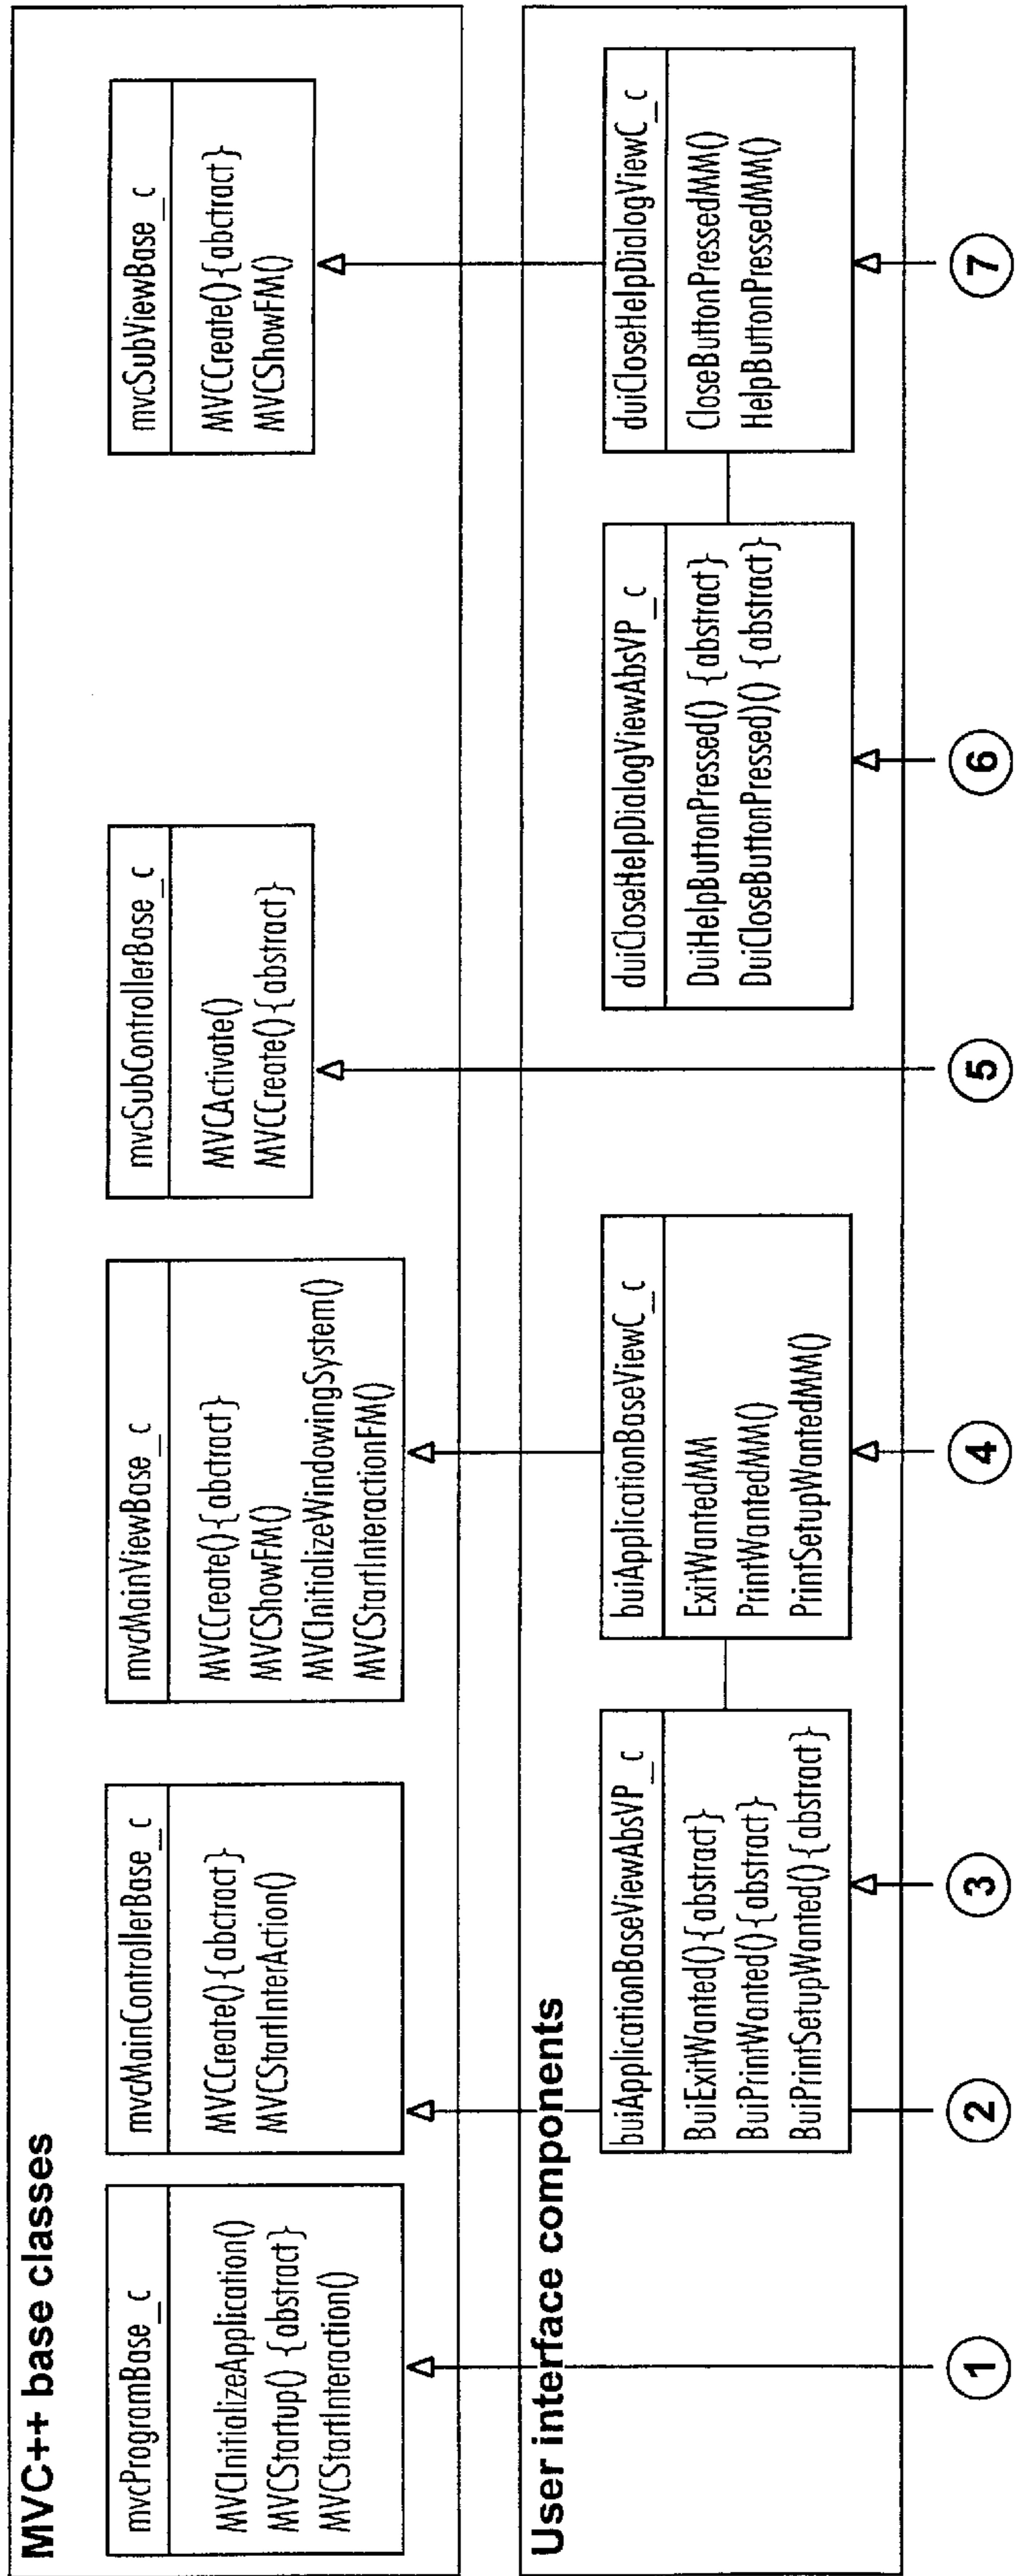 MVC++ base classes
mvcProgramBase_c
MVCInitializeApplication()
MVCStartup() {abstract}
MVCStartInteraction()
mvcMainControllerBase_c
MVCCreate(){abctract}
MVCStartInterAction()
mvcMainViewBase_c
MVCCreate(){abctract}
MVCShowFM()
MVCInitializeWindowingSystem()
MVCStartInteractionFM()
mvcSubControllerBase_c
MVCActivate()
MVCCreate(){abstract}
mvcSubViewBase_c
MVCCreate(){abctract}
MVCShowFM()
User interface components
buiApplicationBaseViewAbsVP_c
BuiExitWanted(){abstract}
BuiPrintWanted(){abstract}
BuiPrintSetupWanted(){abstract}
buiApplicationBaseViewC_c
ExitWantedMM
PrintWantedMM()
PrintSetupWantedMM()
duiCloseHelpDialogViewAbsVP_c
DuiHelpButtonPressed() {abstract}
DuiCloseButtonPressed)() {abstract}
duiCloseHelpDialogViewC_c
CloseButtonPressedMM()
HelpButtonPressedMM()
1
2
3
4
5
6
7